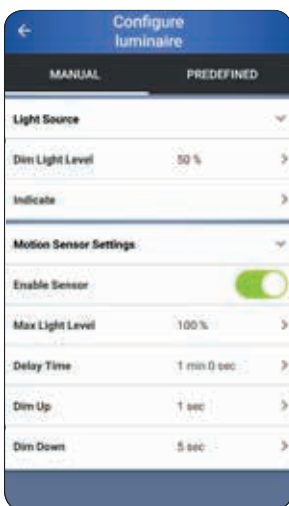 Configure
luminaire
MANUAL PREDEFINED
Light Source
Dim Light Level 50 %
Indicate
Motion Sensor Settings
Enable Sensor
Max Light Level 100 %
Delay Time 1 min 0 sec
Dim Up 1 sec
Dim Down 5 sec